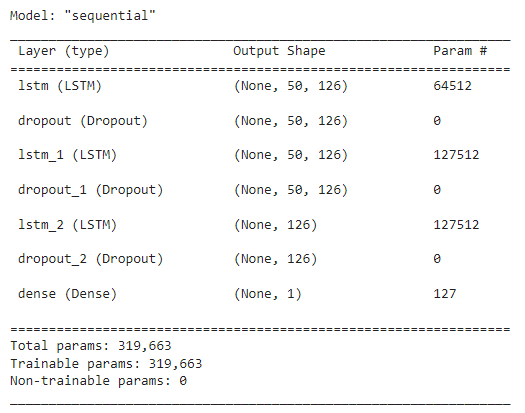 Model: "sequential"
_________________________________________________________________
Layer (type) Output Shape Param #
=================================================================
lstm (LSTM) (None, 50, 126) 64512
dropout (Dropout) (None, 50, 126) 0
lstm_1 (LSTM) (None, 50, 126) 127512
dropout_1 (Dropout) (None, 50, 126) 0
lstm_2 (LSTM) (None, 126) 127512
dropout_2 (Dropout) (None, 126) 0
dense (Dense) (None, 1) 127
=================================================================
Total params: 319,663
Trainable params: 319,663
Non-trainable params: 0
_________________________________________________________________